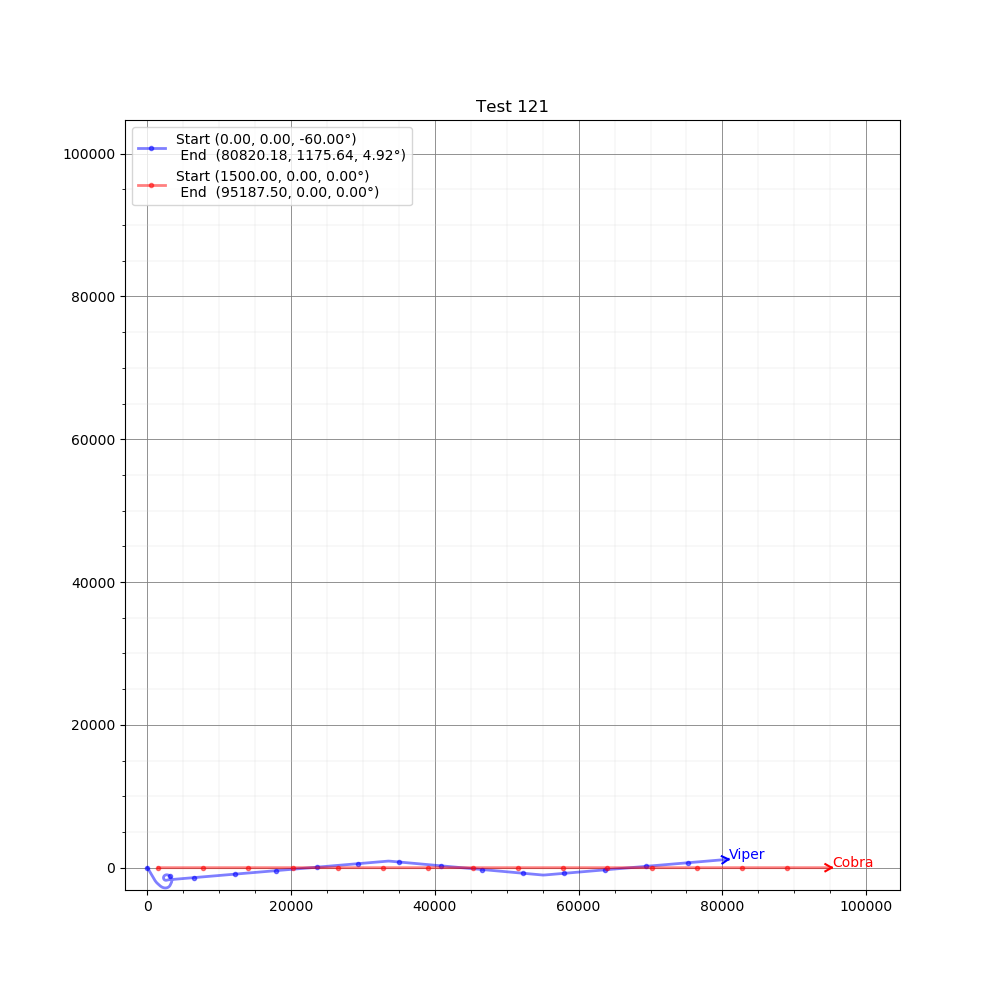 Test 121
Start (0.00, 0.00, -60.00°)
End (80820.18, 1175.64, 4.92°)
Start (1500.00, 0.00, 0.00°)
End (95187.50, 0.00, 0.00°)
100000
80000
60000
40000
20000
0
Viper
Cobra
0 20000 40000 60000 80000 100000